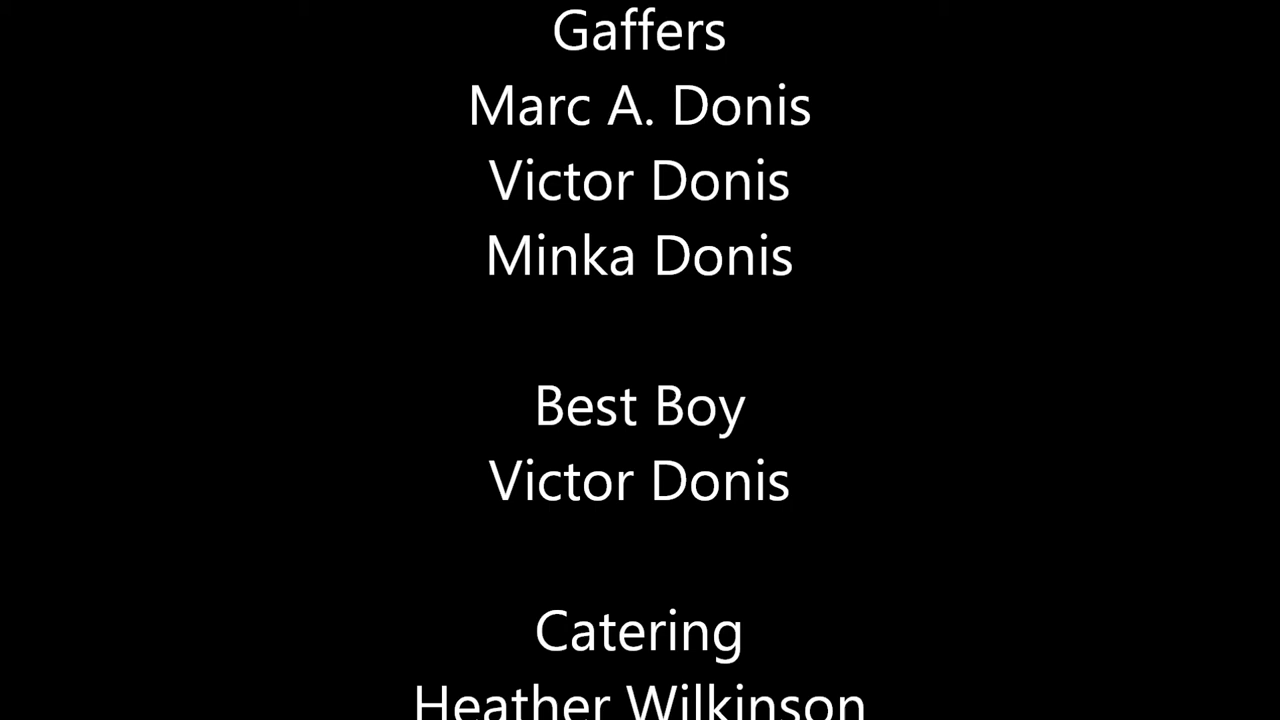 Gaffers
Marc A. Donis
Victor Donis
Minka Donis
Best Boy
Victor Donis
Catering
Heather Wilkinson